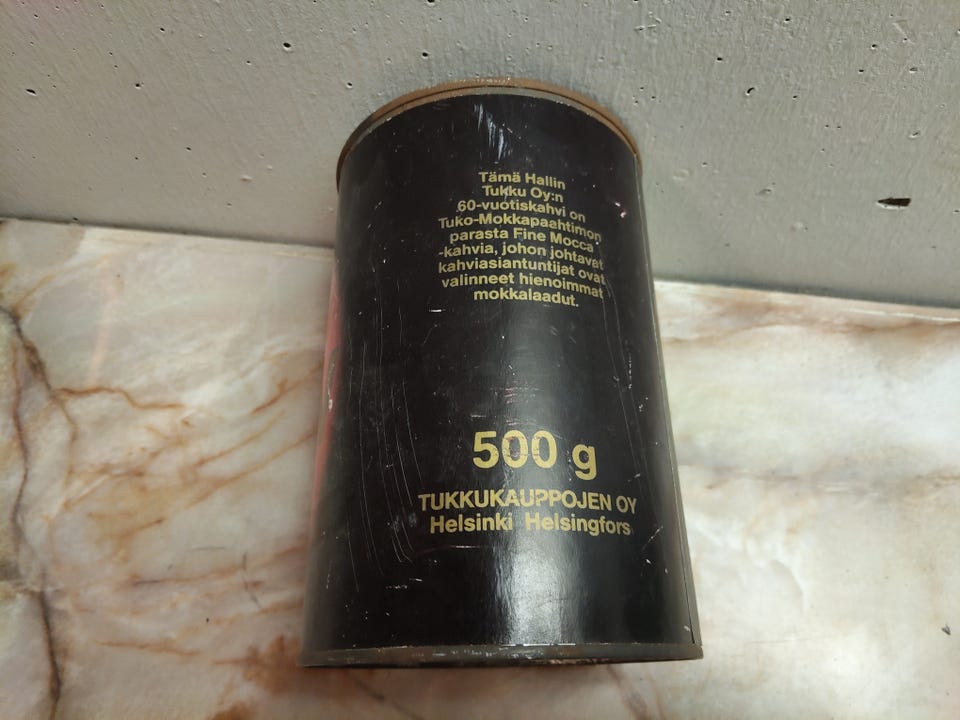 Tämä Hallin
Tukku Oy:n
60-vuotiskahvi on
Tuko-Mokkapaahtimon
parasta Fine Mocca
-kahvia, johon johtavat
kahviasiantuntijat ovat
valinneet hienoimmat
mokkalaadut.
500 g
TUKKUKAUPPOJEN OY
Helsinki Helsingfors